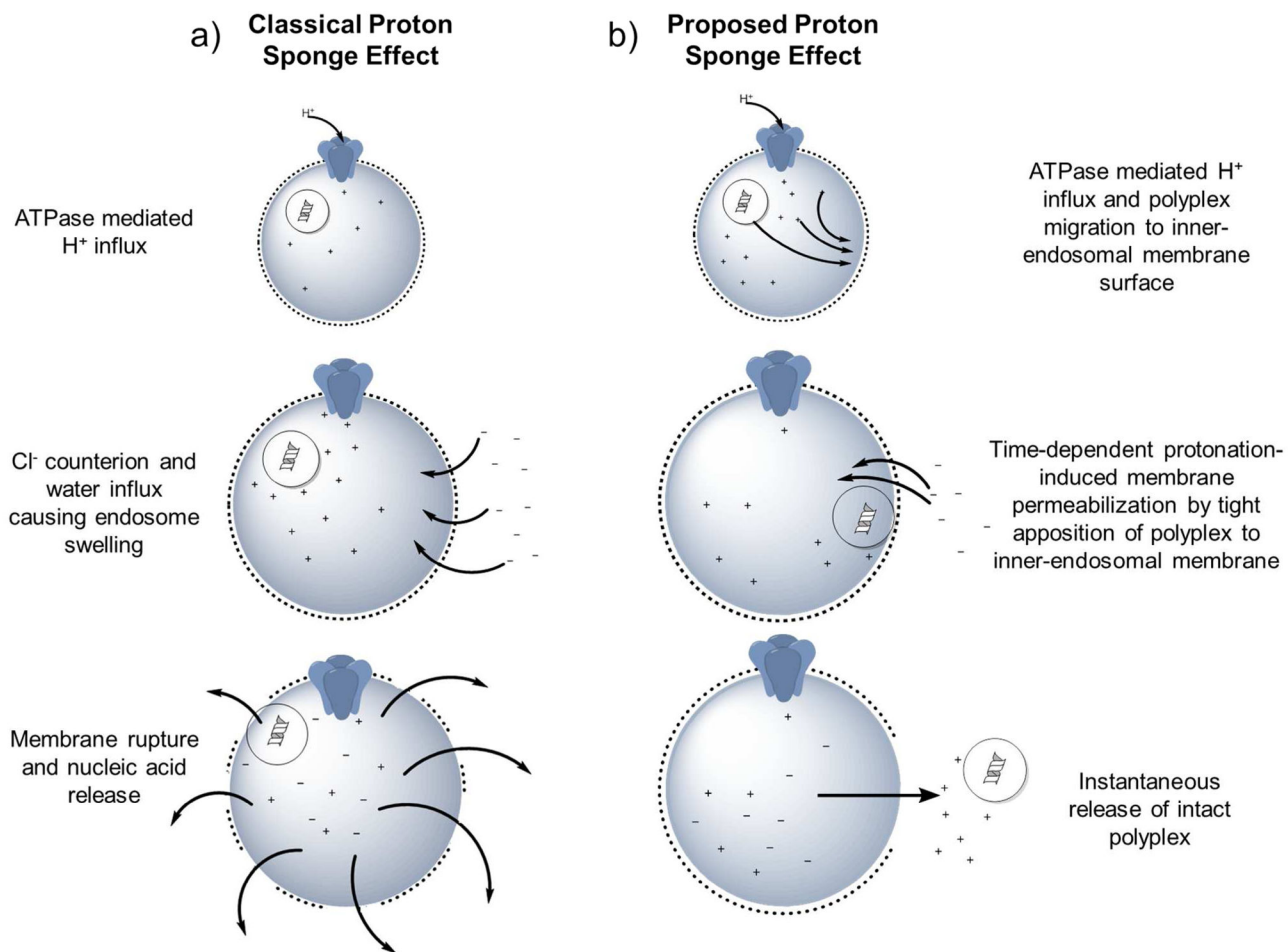 a) Classical Proton
Sponge Effect
b) Proposed Proton
Sponge Effect
H⁺
H⁺
ATPase mediated
H⁺ influx
ATPase mediated H⁺
influx and polyplex
migration to inner-
endosomal membrane
surface
Cl⁻ counterion and
water influx
causing endosome
swelling
Time-dependent protonation-
induced membrane
permeabilization by tight
apposition of polyplex to
inner-endosomal membrane
Membrane rupture
and nucleic acid
release
Instantaneous
release of intact
polyplex